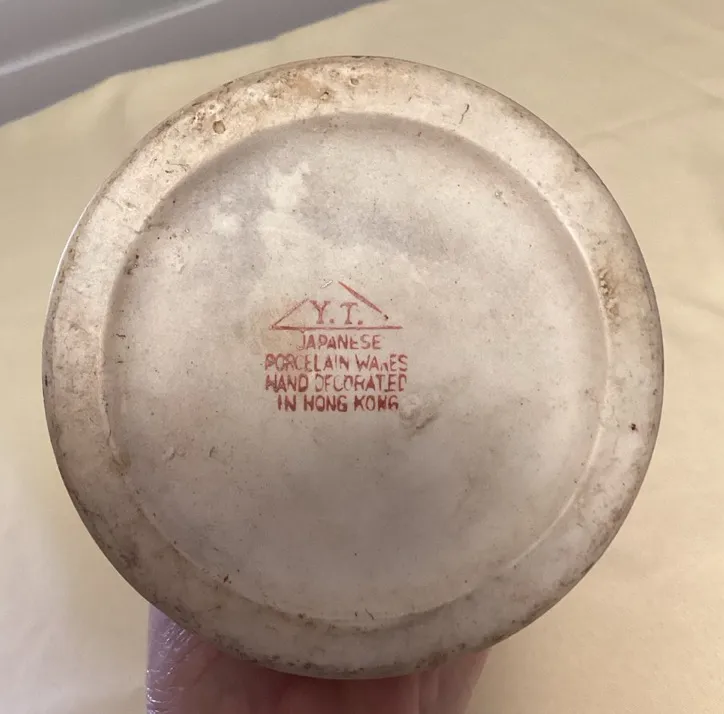 Y.T.
JAPANESE
PORCELAIN WARES
HAND DECORATED
IN HONG KONG